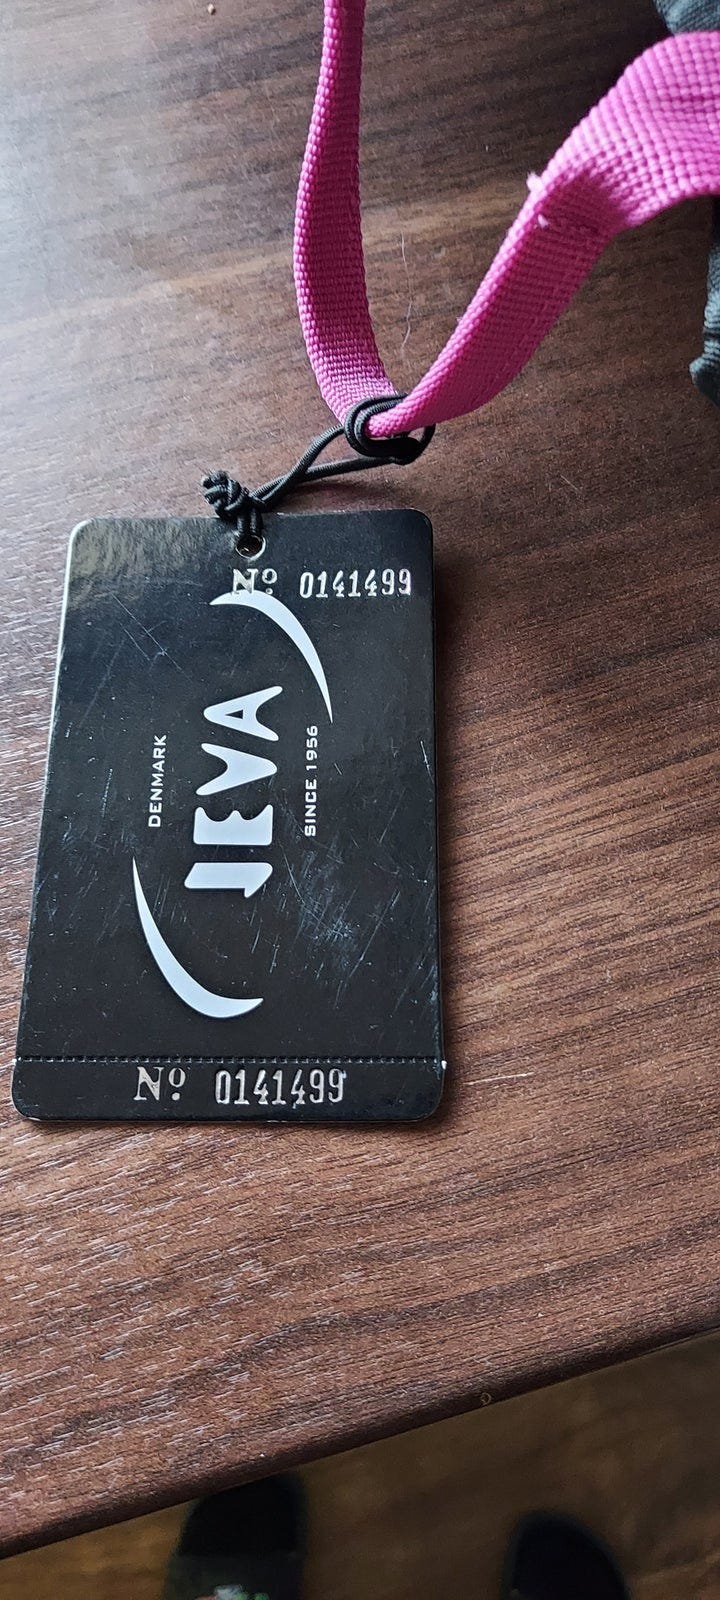 Nº 0141499
DENMARK
JEVA
SINCE 1956
Nº 0141499